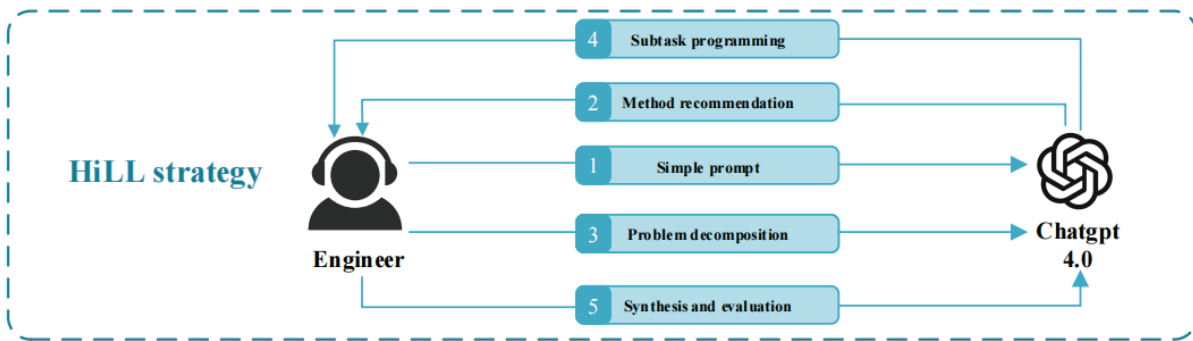 4 Subtask programming
2 Method recommendation
HiLL strategy
1 Simple prompt
3 Problem decomposition
Engineer
Chatgpt
4.0
5 Synthesis and evaluation